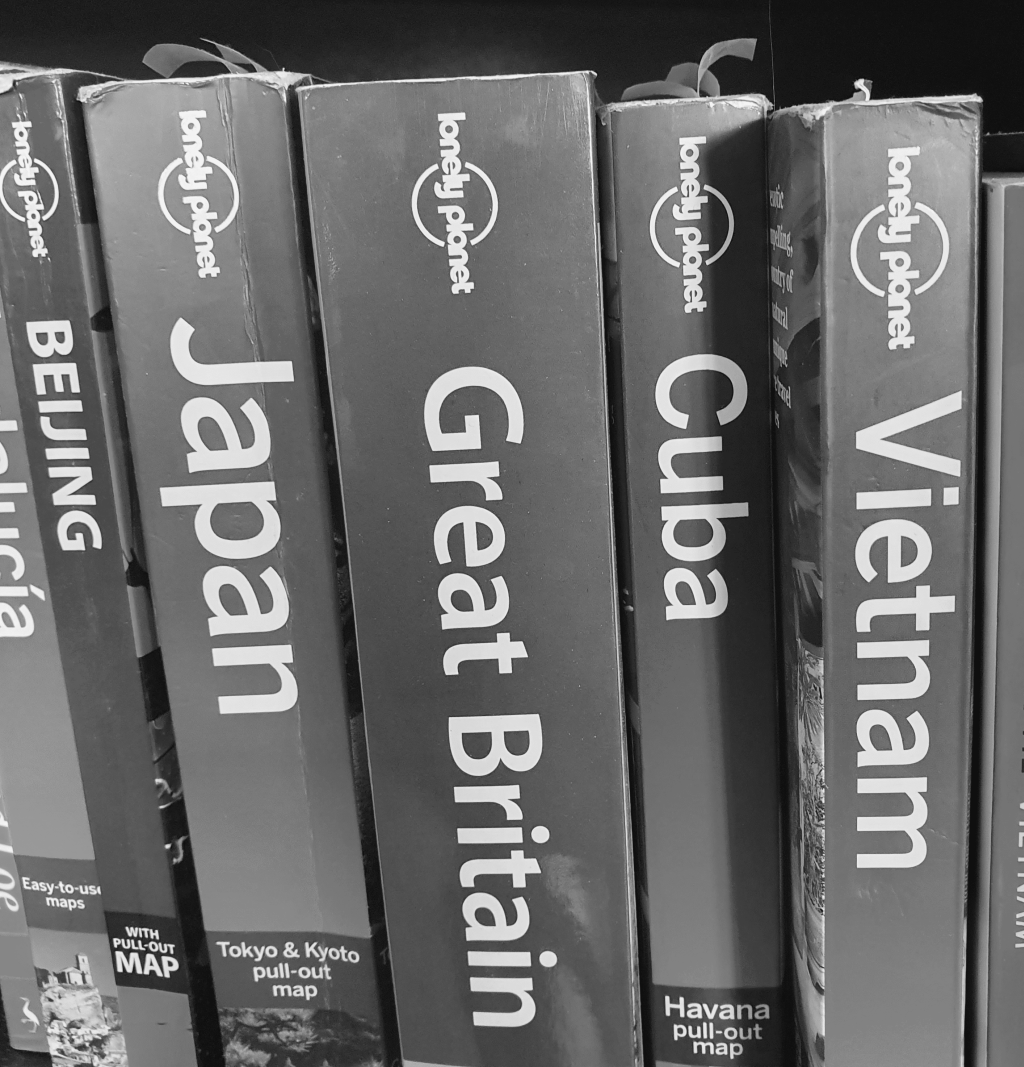 lonely planet
BEIJING
Easy-to-use
maps
WITH
PULL-OUT
MAP
lonely planet
Japan
Tokyo & Kyoto
pull-out
map
lonely planet
Great Britain
lonely planet
Cuba
Havana
pull-out
map
lonely planet
Vietnam
VIETNAM